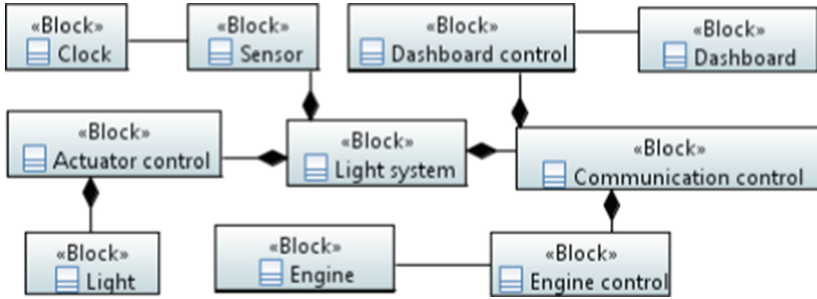 «Block»
Clock
«Block»
Sensor
«Block»
Dashboard control
«Block»
Dashboard
«Block»
Actuator control
«Block»
Light system
«Block»
Communication control
«Block»
Light
«Block»
Engine
«Block»
Engine control